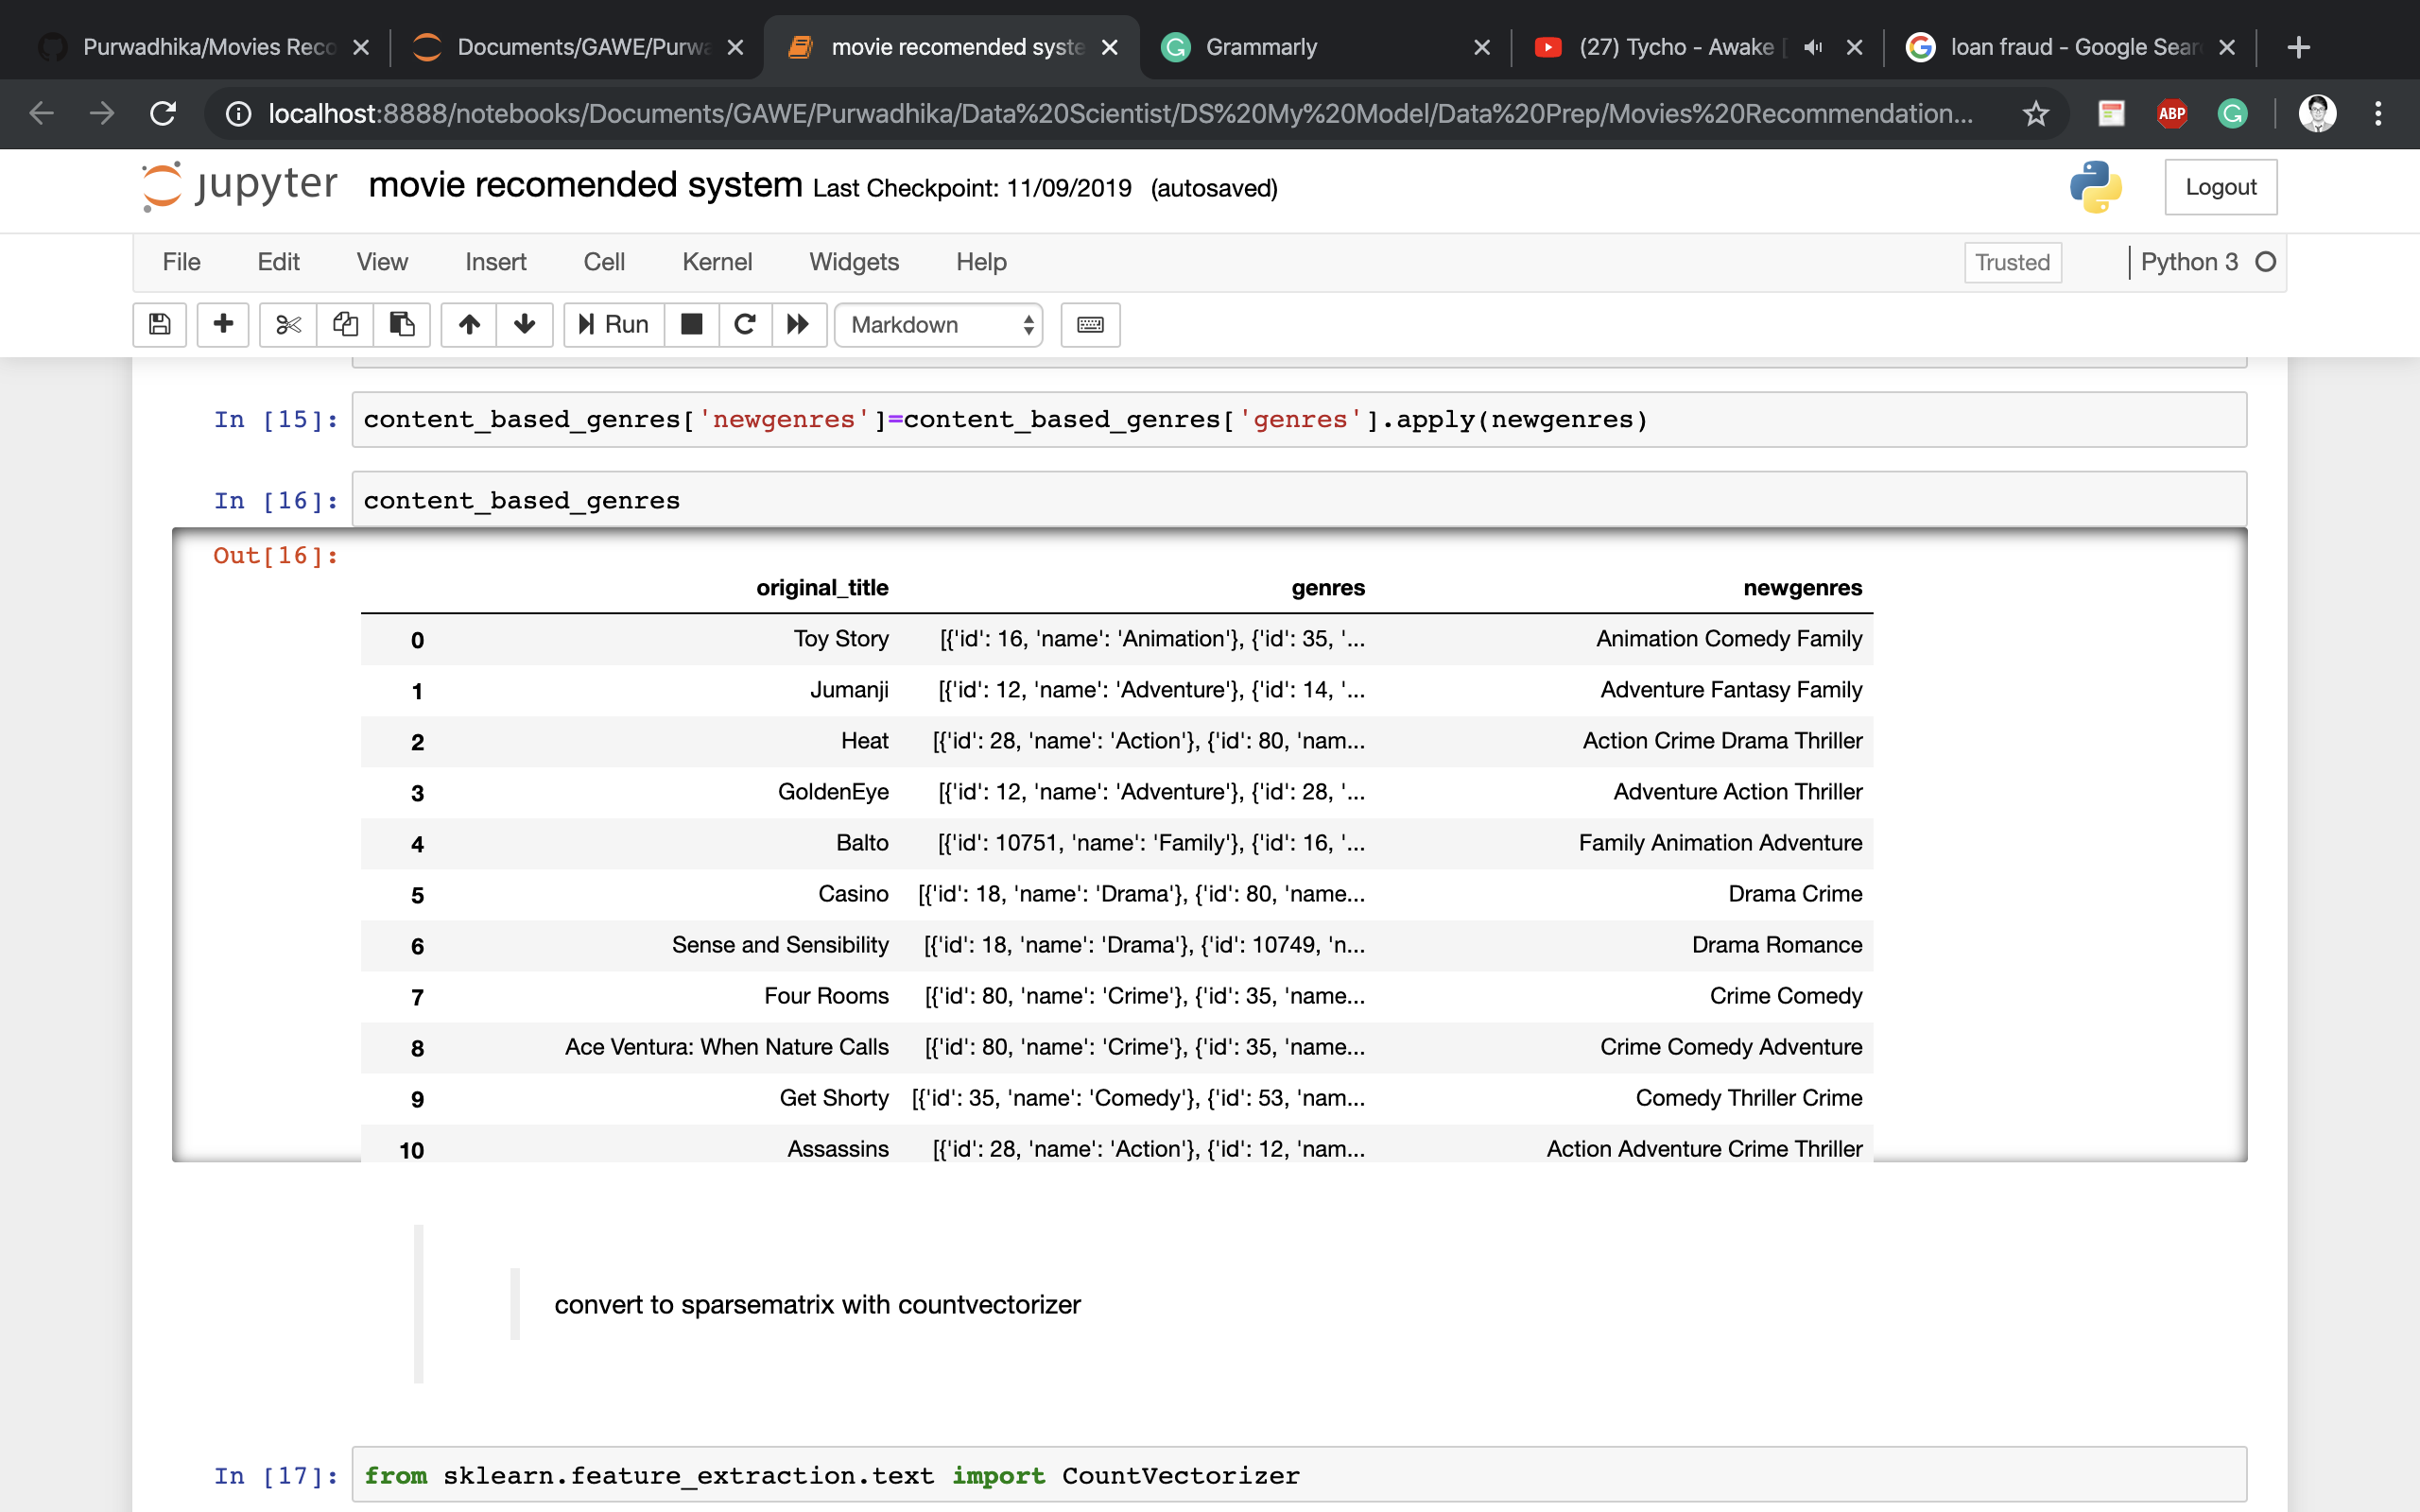 Purwadhika/Movies Reco
Documents/GAWE/Purwa
movie recomended syste
Grammarly
(27) Tycho - Awake [
loan fraud - Google Sear
localhost:8888/notebooks/Documents/GAWE/Purwadhika/Data%20Scientist/DS%20My%20Model/Data%20Prep/Movies%20Recommendation...
ABP
jupyter movie recomended system Last Checkpoint: 11/09/2019 (autosaved)
Logout
File Edit View Insert Cell Kernel Widgets Help
Trusted
Python 3
Run
Markdown
In [15]: content_based_genres['newgenres']=content_based_genres['genres'].apply(newgenres)
In [16]: content_based_genres
Out[16]:
original_title genres newgenres
0 Toy Story [{'id': 16, 'name': 'Animation'}, {'id': 35, '... Animation Comedy Family
1 Jumanji [{'id': 12, 'name': 'Adventure'}, {'id': 14, '... Adventure Fantasy Family
2 Heat [{'id': 28, 'name': 'Action'}, {'id': 80, 'nam... Action Crime Drama Thriller
3 GoldenEye [{'id': 12, 'name': 'Adventure'}, {'id': 28, '... Adventure Action Thriller
4 Balto [{'id': 10751, 'name': 'Family'}, {'id': 16, '... Family Animation Adventure
5 Casino [{'id': 18, 'name': 'Drama'}, {'id': 80, 'name... Drama Crime
6 Sense and Sensibility [{'id': 18, 'name': 'Drama'}, {'id': 10749, 'n... Drama Romance
7 Four Rooms [{'id': 80, 'name': 'Crime'}, {'id': 35, 'name... Crime Comedy
8 Ace Ventura: When Nature Calls [{'id': 80, 'name': 'Crime'}, {'id': 35, 'name... Crime Comedy Adventure
9 Get Shorty [{'id': 35, 'name': 'Comedy'}, {'id': 53, 'nam... Comedy Thriller Crime
10 Assassins [{'id': 28, 'name': 'Action'}, {'id': 12, 'nam... Action Adventure Crime Thriller
convert to sparsematrix with countvectorizer
In [17]: from sklearn.feature_extraction.text import CountVectorizer